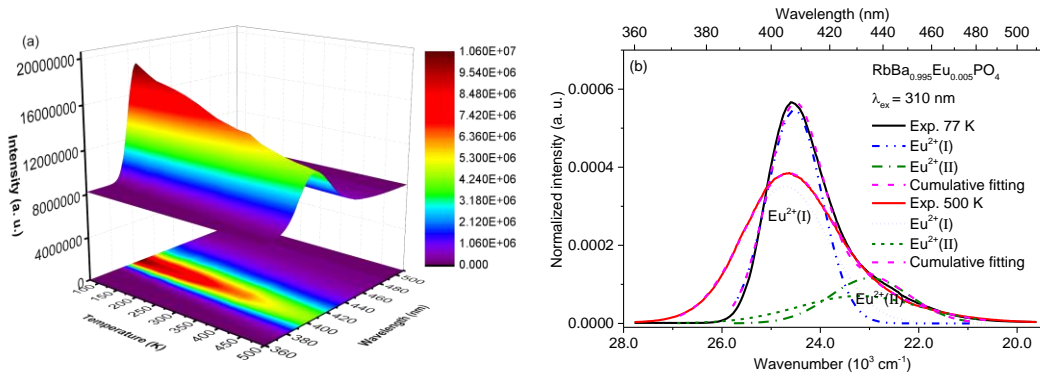 (a)
20000000
16000000
12000000
8000000
4000000
0
Intensity (a. u.)
100
150
200
250
300
350
400
450
500
Temperature (K)
360
380
400
420
440
460
480
500
Wavelength (nm)
1.060E+07
9.540E+06
8.480E+06
7.420E+06
6.360E+06
5.300E+06
4.240E+06
3.180E+06
2.120E+06
1.060E+06
0.000
Wavelength (nm)
360 380 400 420 440 460 480 500
(b)
RbBa₀.₉₉₅Eu₀.₀₀₅PO₄
λₑₓ = 310 nm
Exp. 77 K
Eu²⁺(I)
Eu²⁺(II)
Cumulative fitting
Exp. 500 K
Eu²⁺(I)
Eu²⁺(II)
Cumulative fitting
Eu²⁺(I)
Eu²⁺(II)
0.0006
0.0004
0.0002
0.0000
Normalized intensity (a. u.)
28.0 26.0 24.0 22.0 20.0
Wavenumber (10³ cm⁻¹)